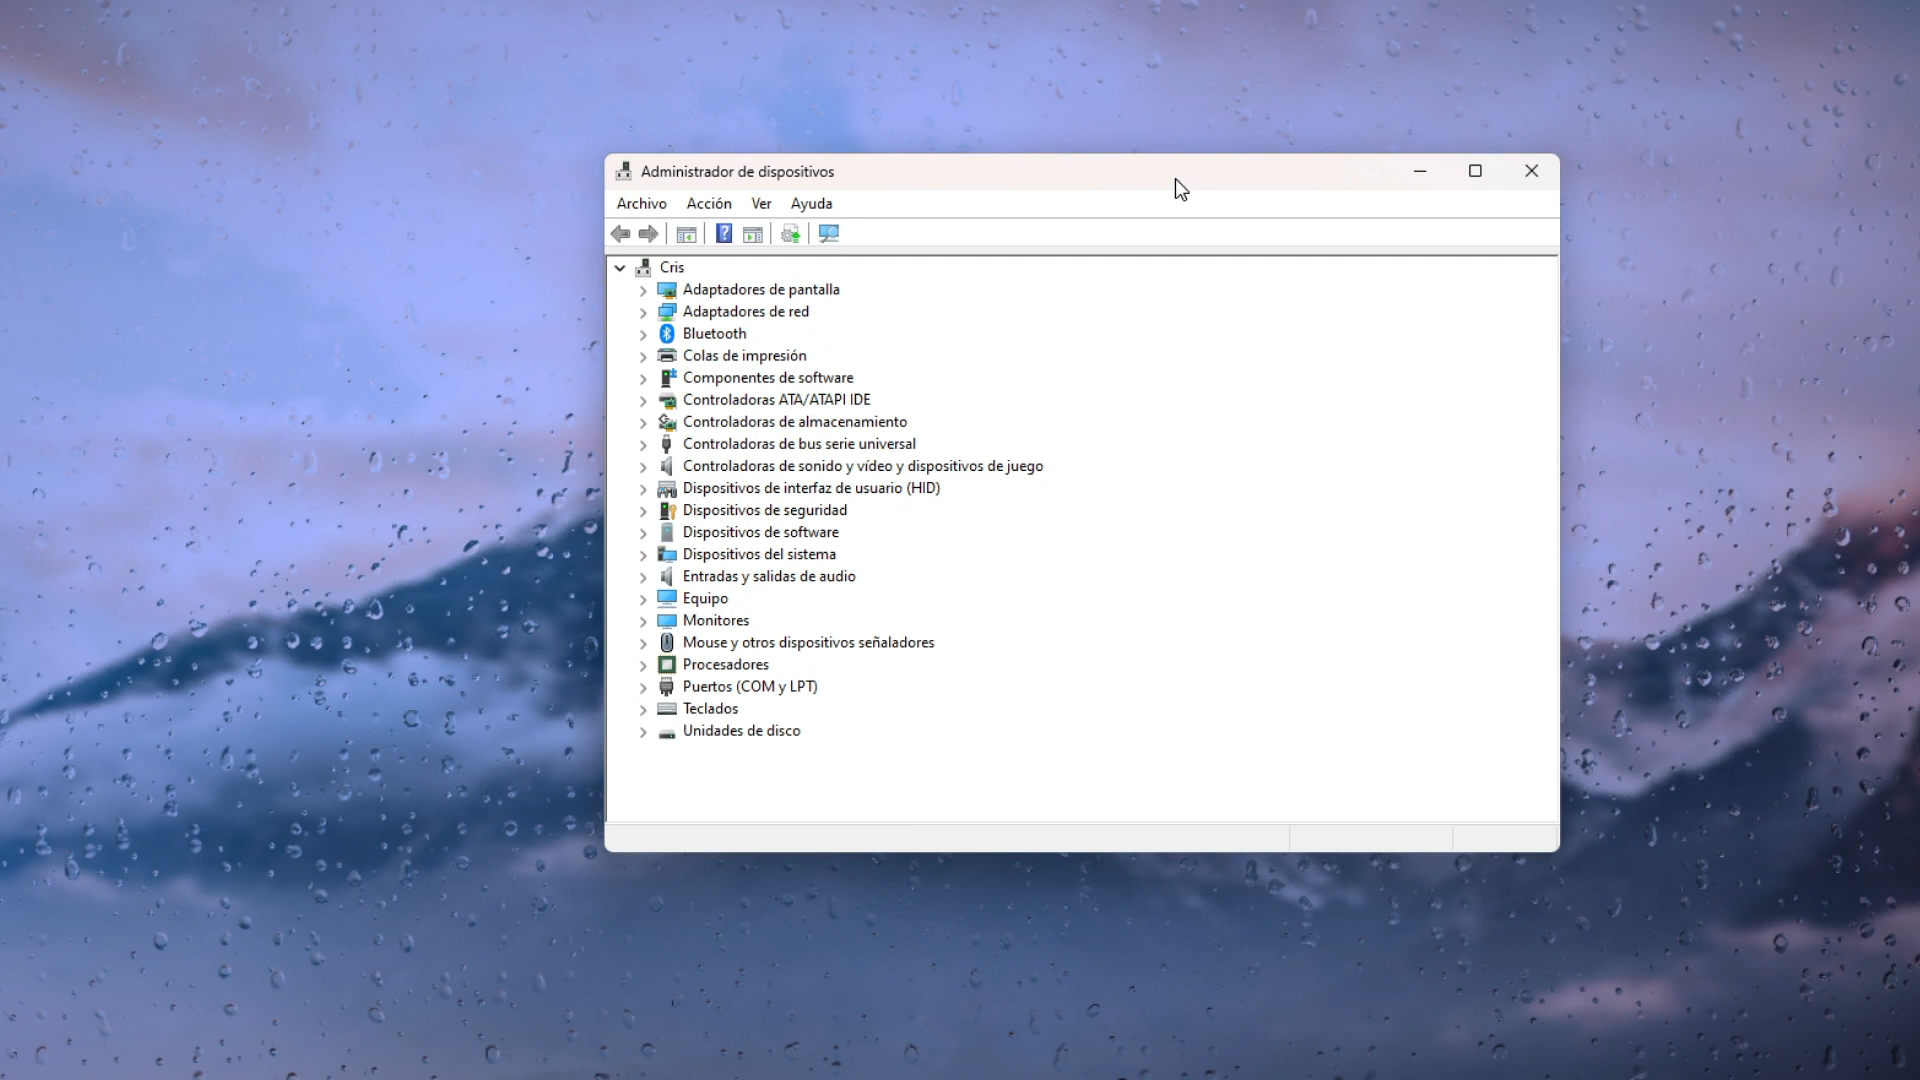 Administrador de dispositivos
Archivo Acción Ver Ayuda
Cris
Adaptadores de pantalla
Adaptadores de red
Bluetooth
Colas de impresión
Componentes de software
Controladoras ATA/ATAPI IDE
Controladoras de almacenamiento
Controladoras de bus serie universal
Controladoras de sonido y vídeo y dispositivos de juego
Dispositivos de interfaz de usuario (HID)
Dispositivos de seguridad
Dispositivos de software
Dispositivos del sistema
Entradas y salidas de audio
Equipo
Monitores
Mouse y otros dispositivos señaladores
Procesadores
Puertos (COM y LPT)
Teclados
Unidades de disco